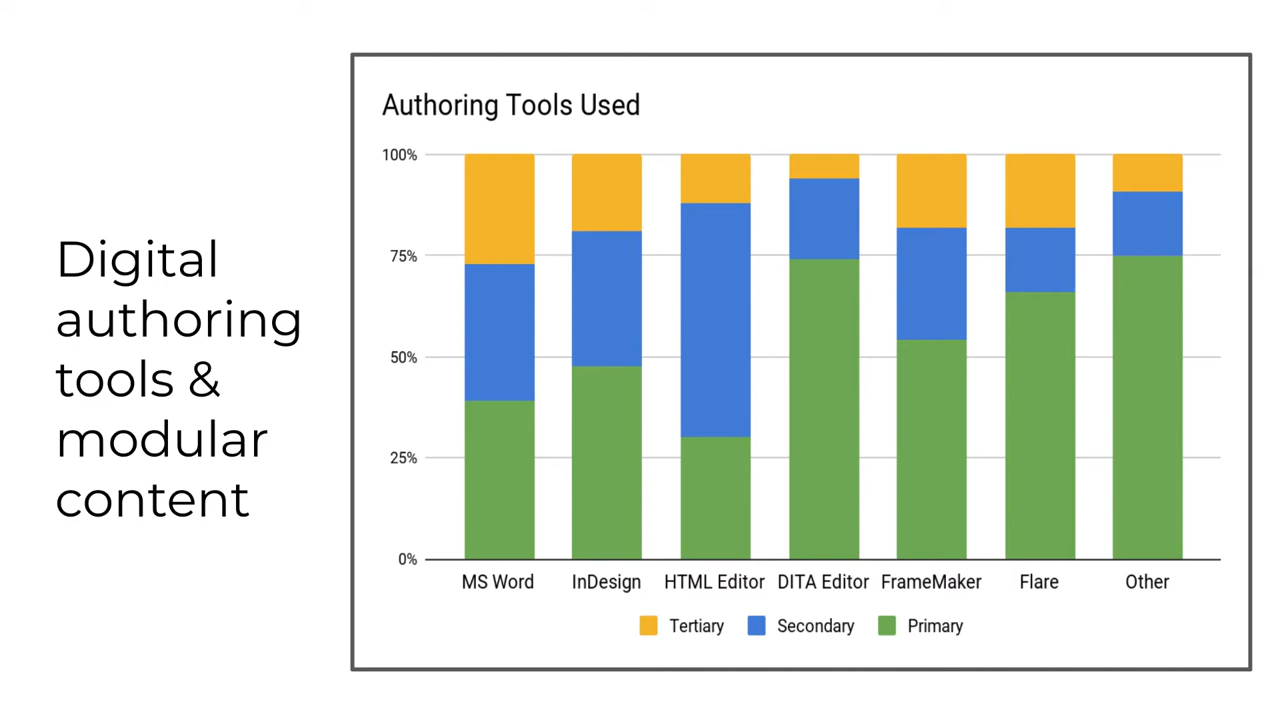 Digital
authoring
tools &
modular
content
Authoring Tools Used
100%
75%
50%
25%
0%
MS Word InDesign HTML Editor DITA Editor FrameMaker Flare Other
Tertiary Secondary Primary